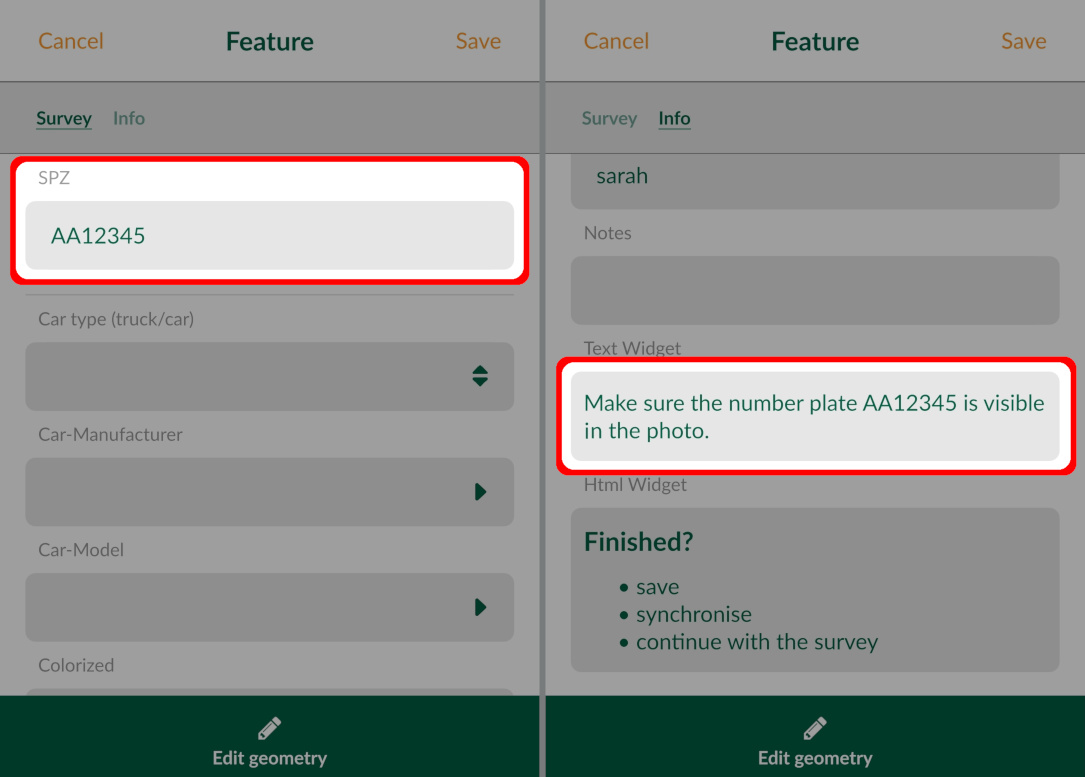 Cancel
Feature
Save
Survey
Info
SPZ
AA12345
Car type (truck/car)
Car-Manufacturer
Car-Model
Colorized
Edit geometry
Cancel
Feature
Save
Survey
Info
sarah
Notes
Text Widget
Make sure the number plate AA12345 is visible
in the photo.
Html Widget
Finished?
• save
• synchronise
• continue with the survey
Edit geometry